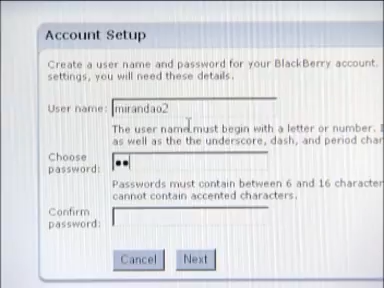 Account Setup
Create a user name and password for your BlackBerry account.
settings, you will need these details.
User name: mirandao2
The user name must begin with a letter or number.
as well as the the underscore, dash, and period
Choose
password: ••
Passwords must contain between 6 and 16
cannot contain accented characters.
Confirm
password:
Cancel Next